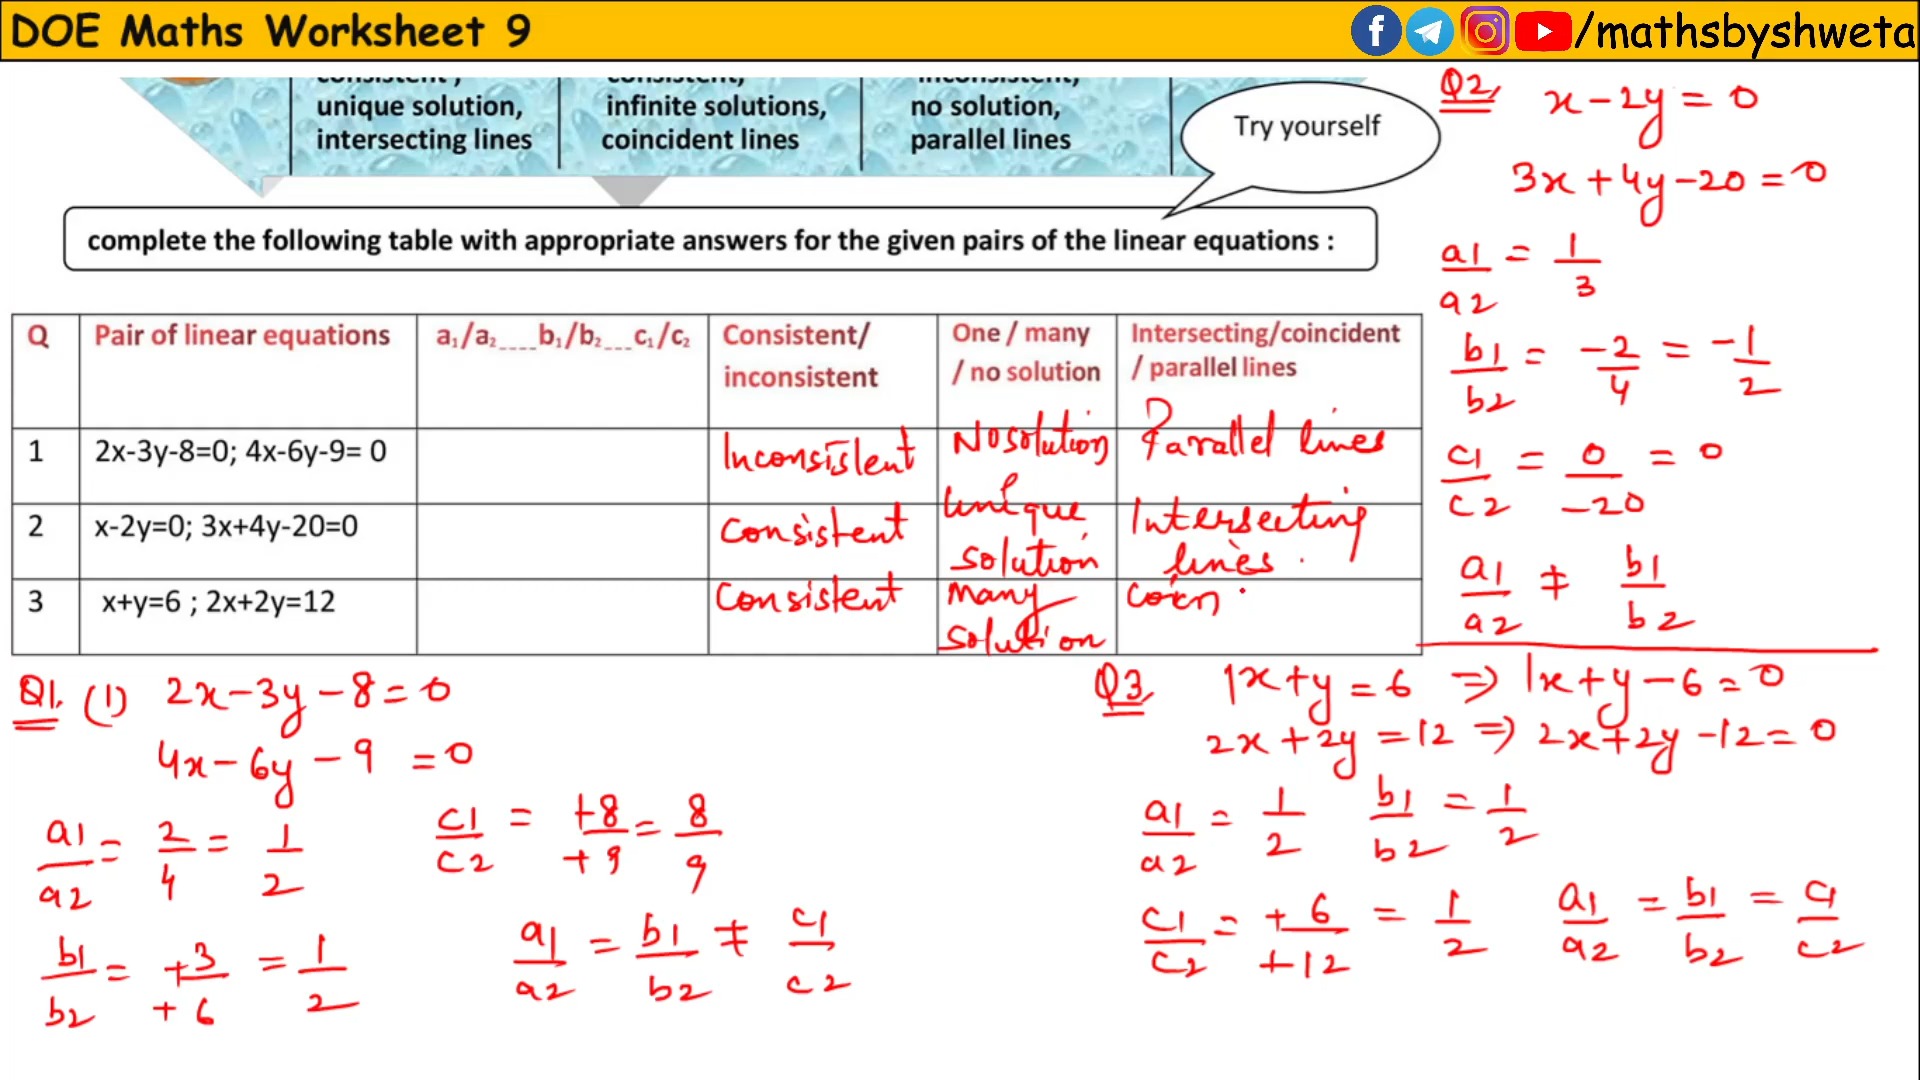 DOE Maths Worksheet 9
/mathsbyshweta
consistent, consistent, inconsistent,
unique solution, infinite solutions, no solution,
intersecting lines coincident lines parallel lines
Try yourself
complete the following table with appropriate answers for the given pairs of the linear equations :
Q Pair of linear equations a₁/a₂____b₁/b₂___c₁/c₂ Consistent/ One / many Intersecting/coincident
inconsistent / no solution / parallel lines
1 2x-3y-8=0; 4x-6y-9= 0 Inconsistent No solution Parallel lines
2 x-2y=0; 3x+4y-20=0 Consistent Unique solution Intersecting lines.
3 x+y=6 ; 2x+2y=12 Consistent Many solution Coin
Q2, x-2y=0
3x+4y-20=0
a1/a2 = 1/3
b1/b2 = -2/4 = -1/2
c1/c2 = 0/-20 = 0
a1/a2 ≠ b1/b2
Q1. (1) 2x-3y-8=0
4x-6y-9=0
a1/a2 = 2/4 = 1/2
b1/b2 = +3/+6 = 1/2
c1/c2 = +8/+9 = 8/9
a1/a2 = b1/b2 ≠ c1/c2
Q3, 1x+y=6 ⇒ 1x+y-6=0
2x+2y=12 ⇒ 2x+2y-12=0
a1/a2 = 1/2 b1/b2 = 1/2
c1/c2 = +6/+12 = 1/2 a1/a2 = b1/b2 = c1/c2